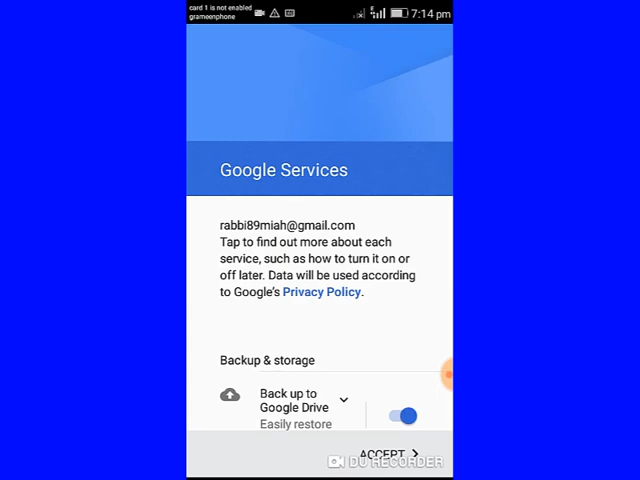 card 1 is not enabled
grameenphone
7:14 pm
Google Services
rabbi89miah@gmail.com
Tap to find out more about each
service, such as how to turn it on or
off later. Data will be used according
to Google's Privacy Policy.
Backup & storage
Back up to
Google Drive
Easily restore
ACCEPT
DU RECORDER